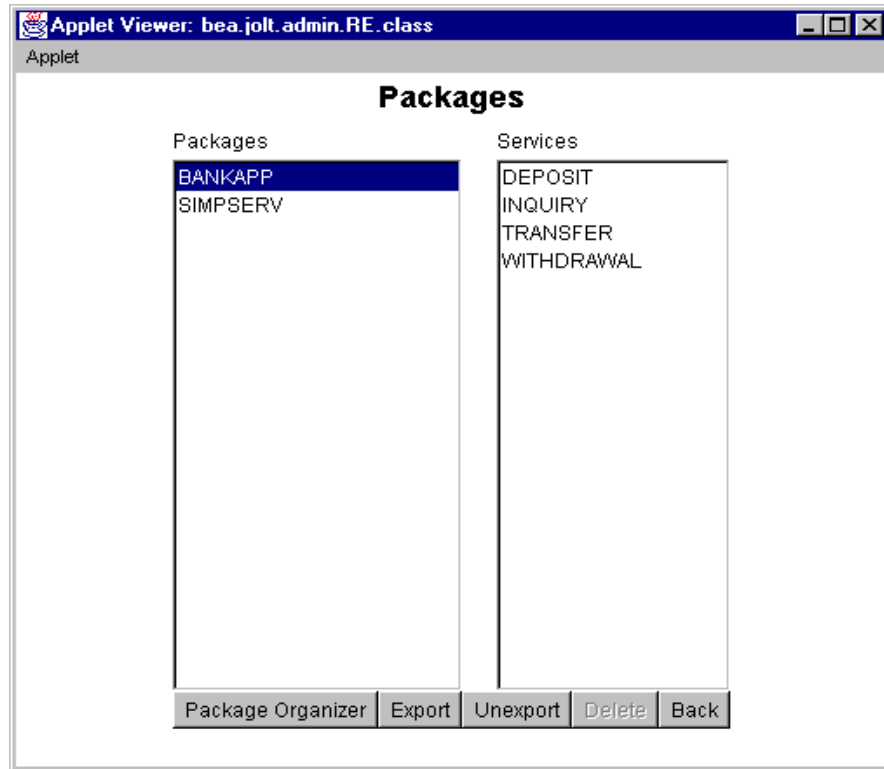 Applet Viewer: bea.jolt.admin.RE.class
Applet
Packages
Packages
Services
BANKAPP
SIMPSERV
DEPOSIT
INQUIRY
TRANSFER
WITHDRAWAL
Package Organizer Export Unexport Delete Back